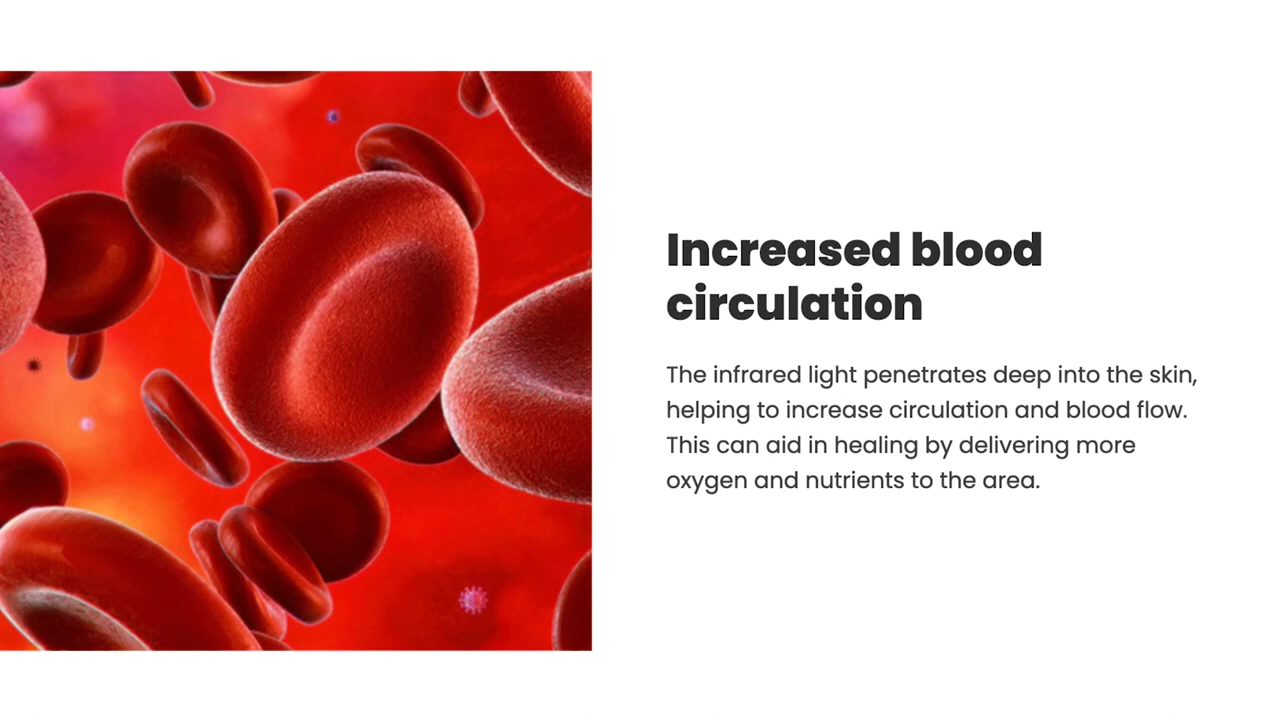 Increased blood
circulation
The infrared light penetrates deep into the skin,
helping to increase circulation and blood flow.
This can aid in healing by delivering more
oxygen and nutrients to the area.